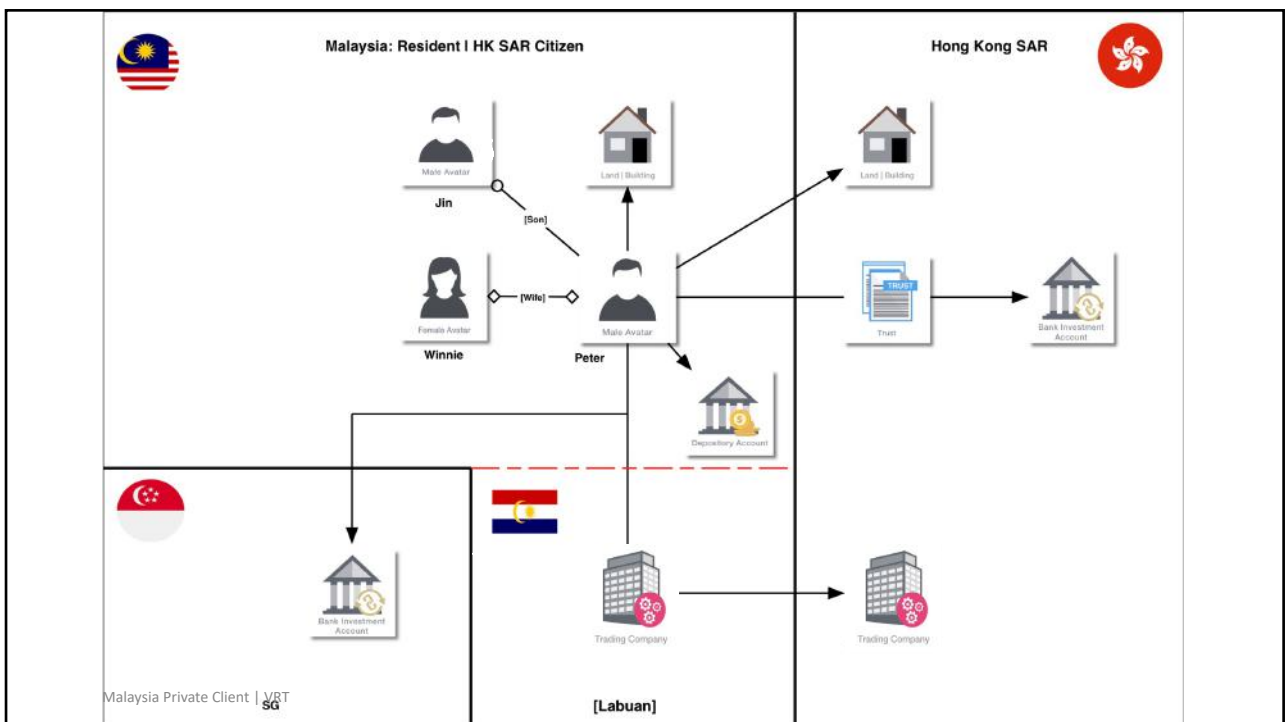 Malaysia: Resident I HK SAR Citizen
Hong Kong SAR
Male Avatar
Jin
Land | Building
Land | Building
[Son]
[Wife]
Female Avatar
Winnie
Male Avatar
Peter
TRUST
Trust
Bank Investment
Account
Depository Account
Bank Investment
Account
Trading Company
Trading Company
Malaysia Private Client | VRT
SG
[Labuan]